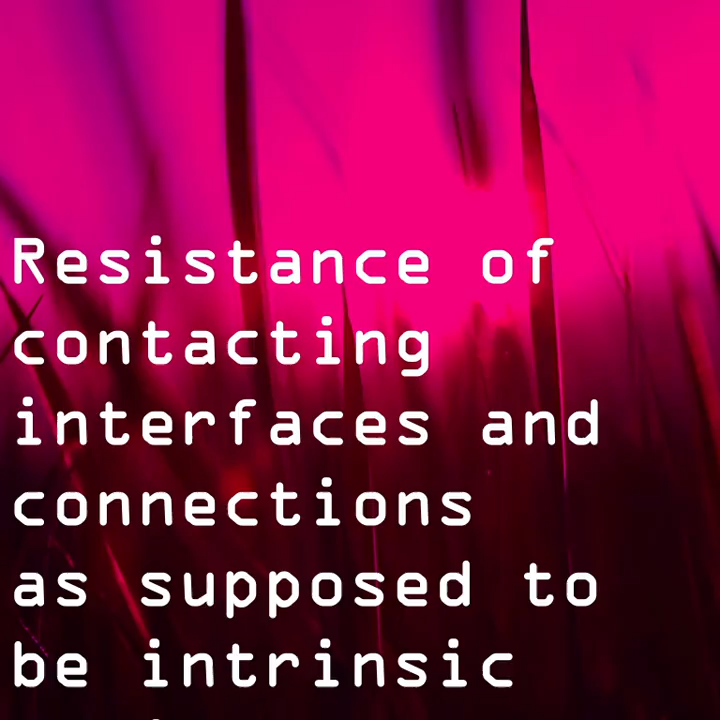 Resistance of
contacting
interfaces and
connections
as supposed to
be intrinsic